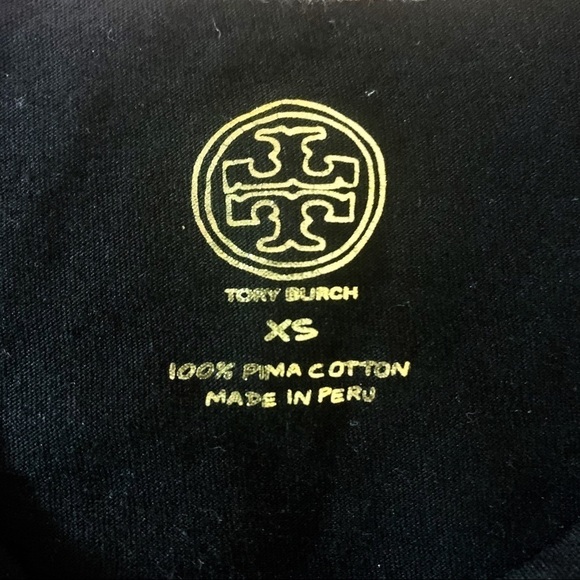 TORY BURCH
XS
100% PIMA COTTON
MADE IN PERU